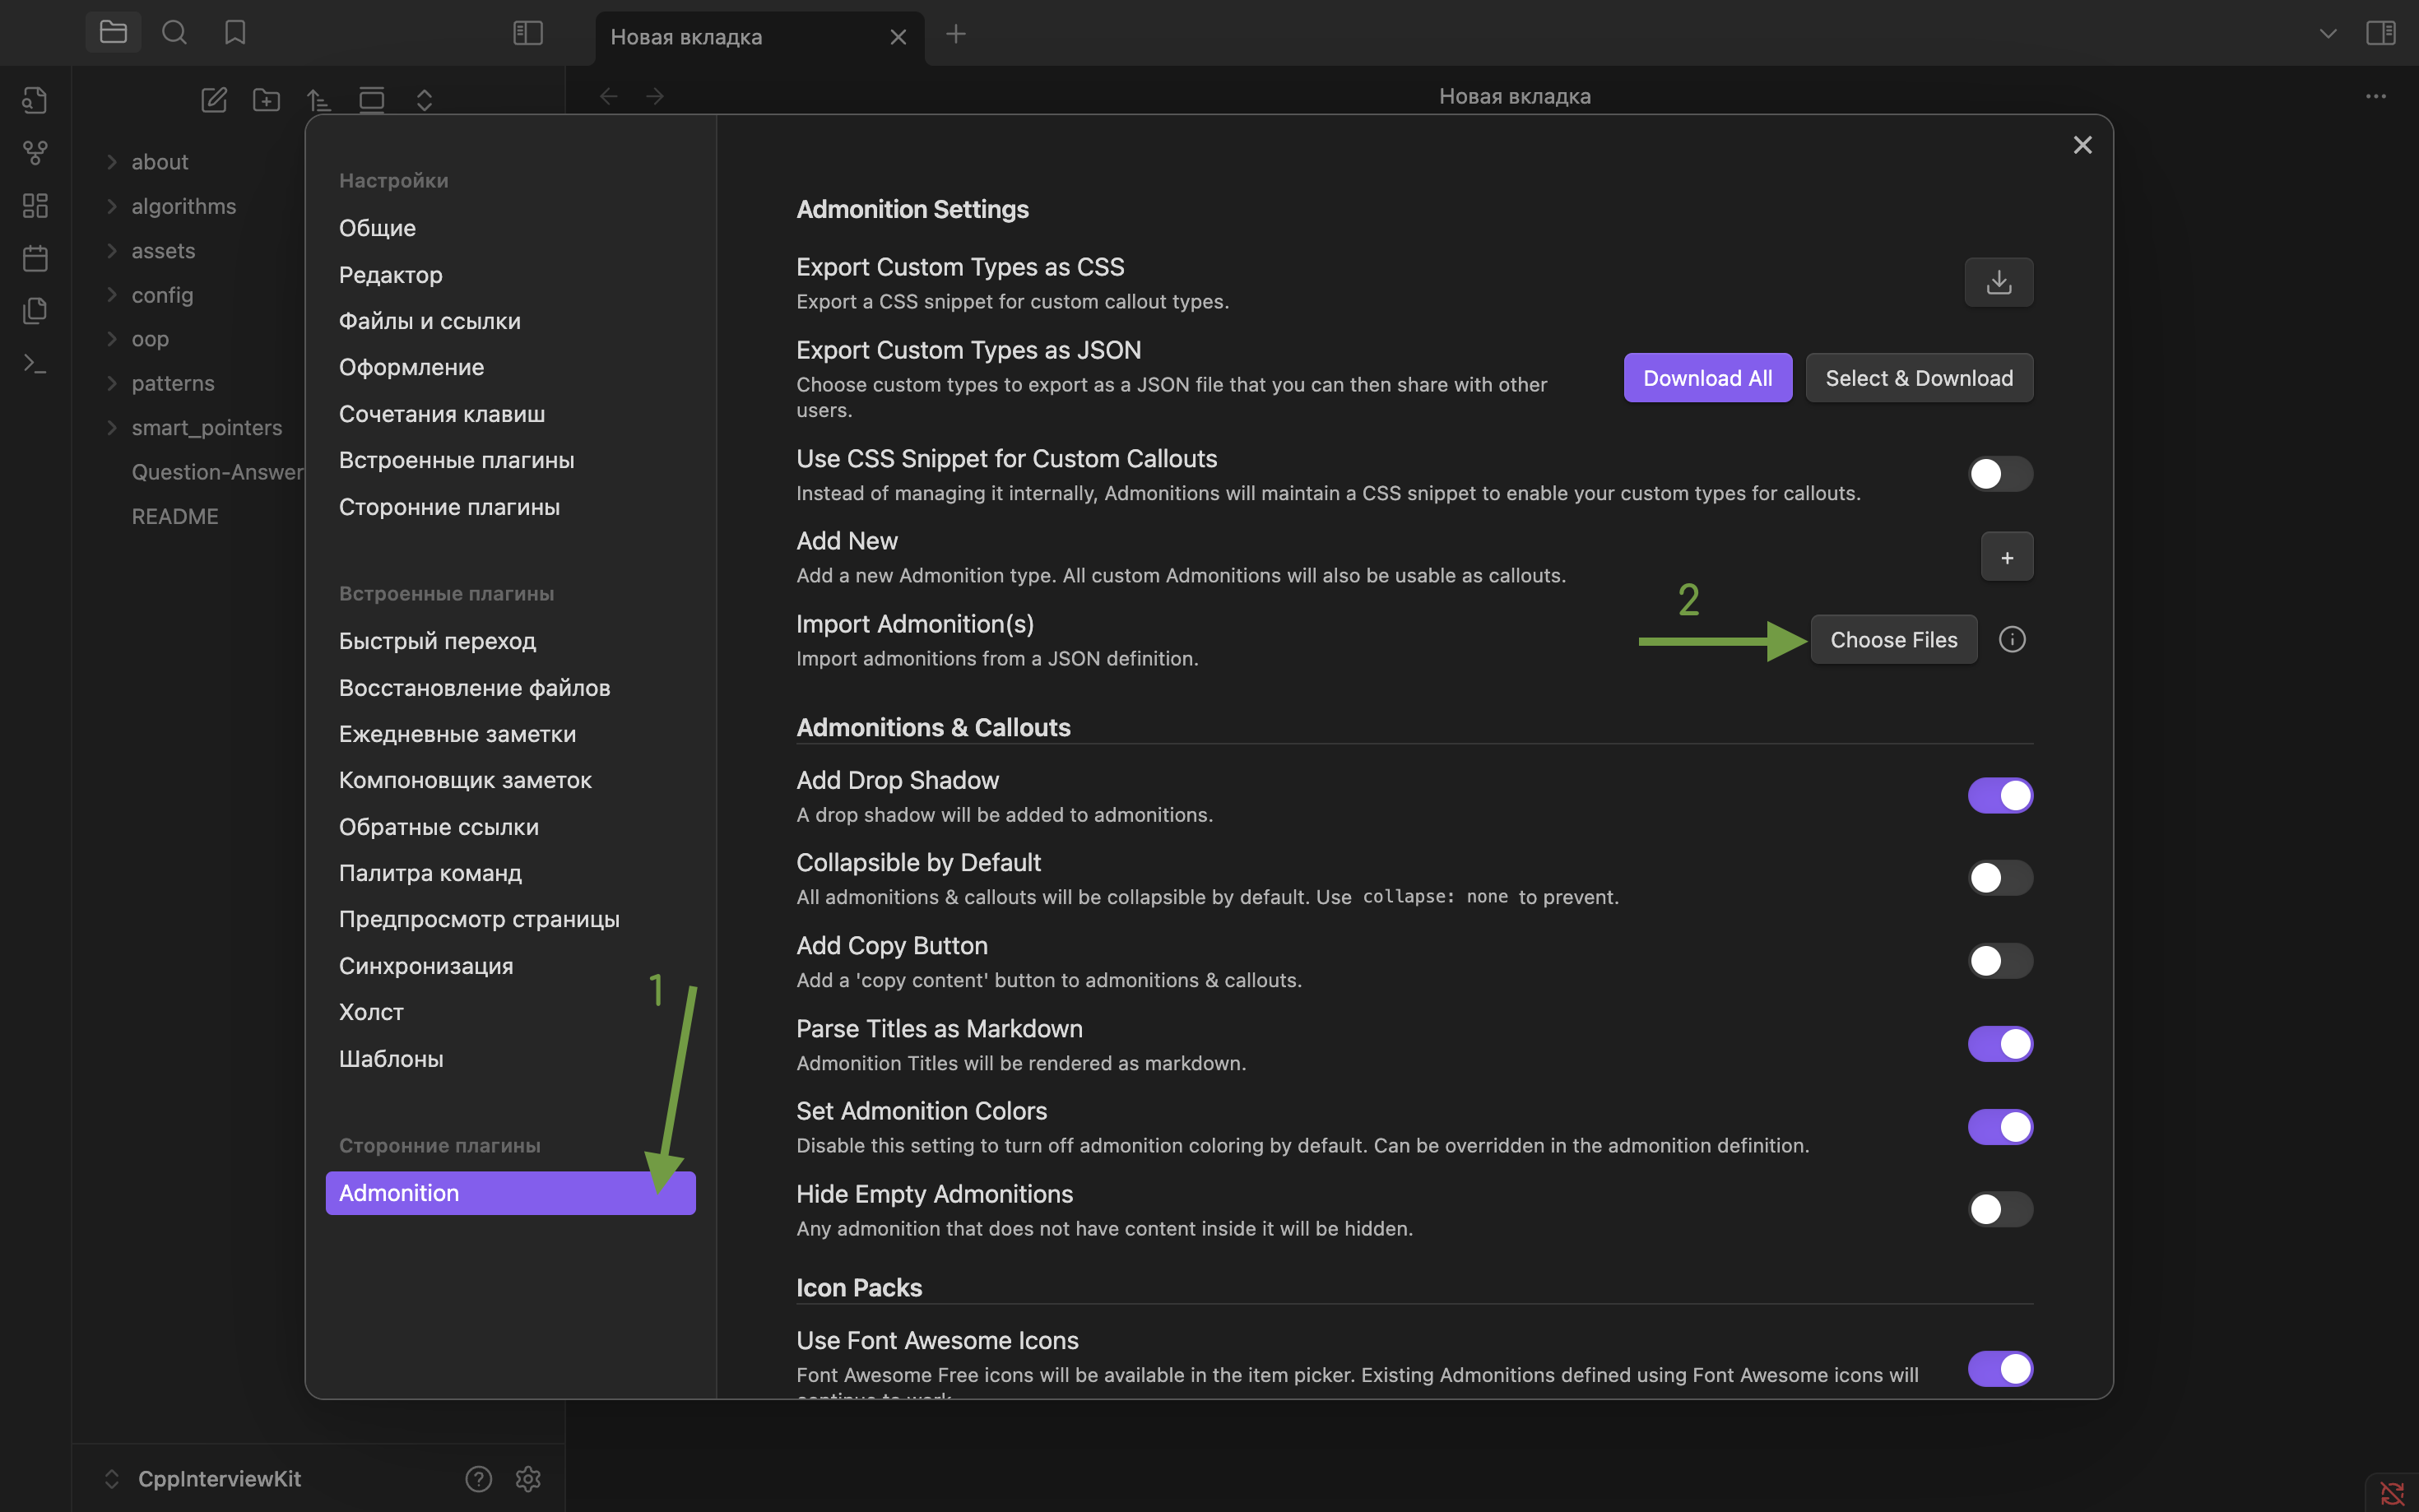 Новая вкладка
Новая вкладка
about
algorithms
assets
config
oop
patterns
smart_pointers
Question-Answer
README
CppInterviewKit
Настройки
Общие
Редактор
Файлы и ссылки
Оформление
Сочетания клавиш
Встроенные плагины
Сторонние плагины
Встроенные плагины
Быстрый переход
Восстановление файлов
Ежедневные заметки
Компоновщик заметок
Обратные ссылки
Палитра команд
Предпросмотр страницы
Синхронизация
1
Холст
Шаблоны
Сторонние плагины
Admonition
Admonition Settings
Export Custom Types as CSS
Export a CSS snippet for custom callout types.
Export Custom Types as JSON
Choose custom types to export as a JSON file that you can then share with other
users.
Download All
Select & Download
Use CSS Snippet for Custom Callouts
Instead of managing it internally, Admonitions will maintain a CSS snippet to enable your custom types for callouts.
Add New
Add a new Admonition type. All custom Admonitions will also be usable as callouts.
+
2
Import Admonition(s)
Import admonitions from a JSON definition.
Choose Files
Admonitions & Callouts
Add Drop Shadow
A drop shadow will be added to admonitions.
Collapsible by Default
All admonitions & callouts will be collapsible by default. Use collapse: none to prevent.
Add Copy Button
Add a 'copy content' button to admonitions & callouts.
Parse Titles as Markdown
Admonition Titles will be rendered as markdown.
Set Admonition Colors
Disable this setting to turn off admonition coloring by default. Can be overridden in the admonition definition.
Hide Empty Admonitions
Any admonition that does not have content inside it will be hidden.
Icon Packs
Use Font Awesome Icons
Font Awesome Free icons will be available in the item picker. Existing Admonitions defined using Font Awesome icons will